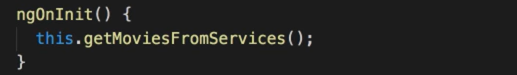 ngOnInit() {
  this.getMoviesFromServices();
}